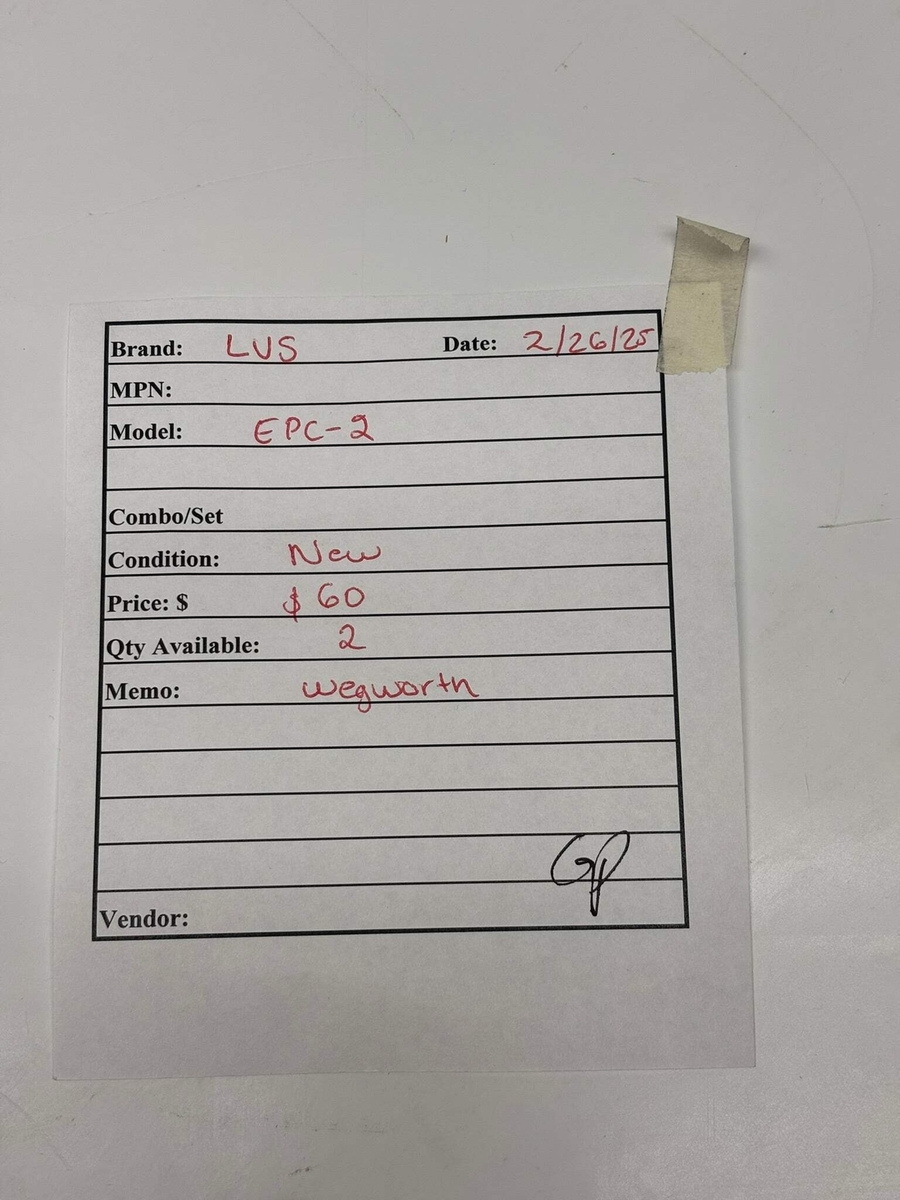 Brand: LVS Date: 2/26/25
MPN:
Model: EPC-2
Combo/Set
Condition: New
Price: $ $60
Qty Available: 2
Memo: wegworth
GP
Vendor: